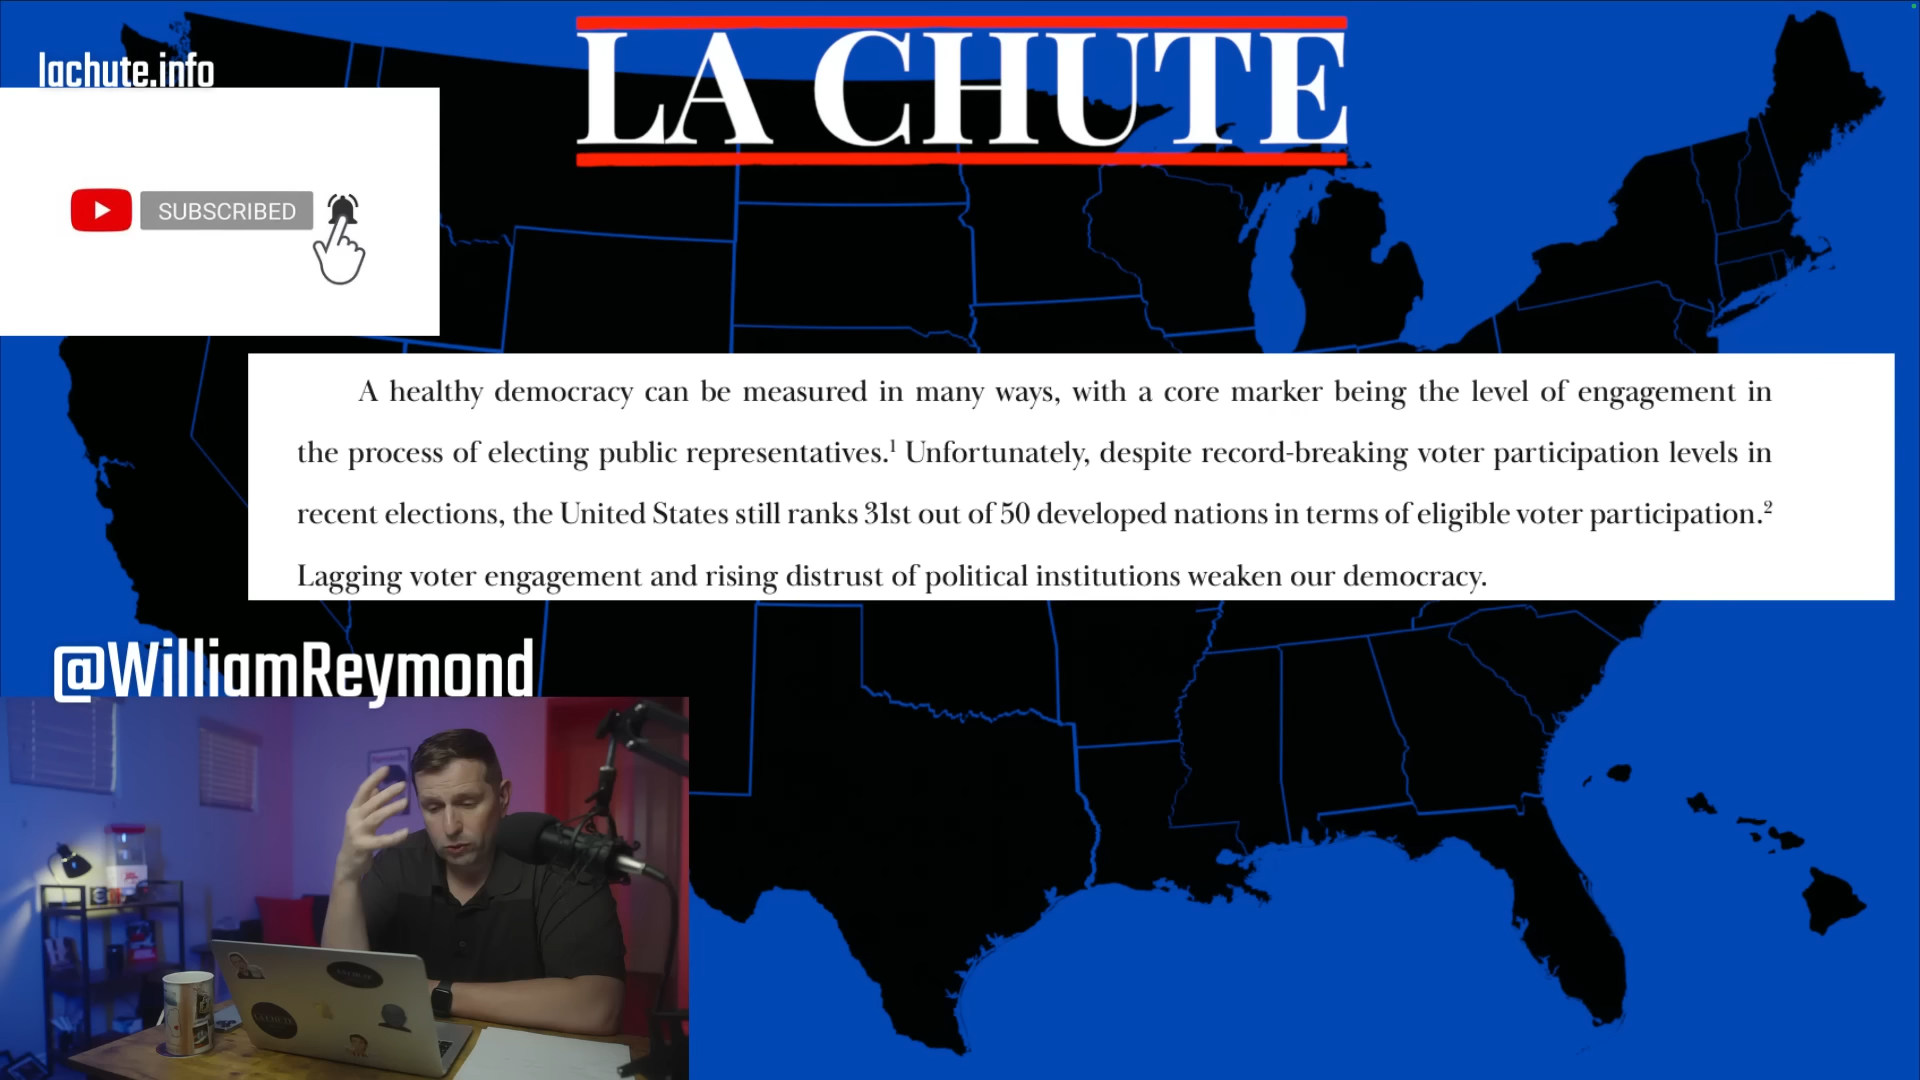 LA CHUTE
lachute.info
SUBSCRIBED
A healthy democracy can be measured in many ways, with a core marker being the level of engagement in
the process of electing public representatives.¹ Unfortunately, despite record-breaking voter participation levels in
recent elections, the United States still ranks 31st out of 50 developed nations in terms of eligible voter participation.²
Lagging voter engagement and rising distrust of political institutions weaken our democracy.
@WilliamReymond